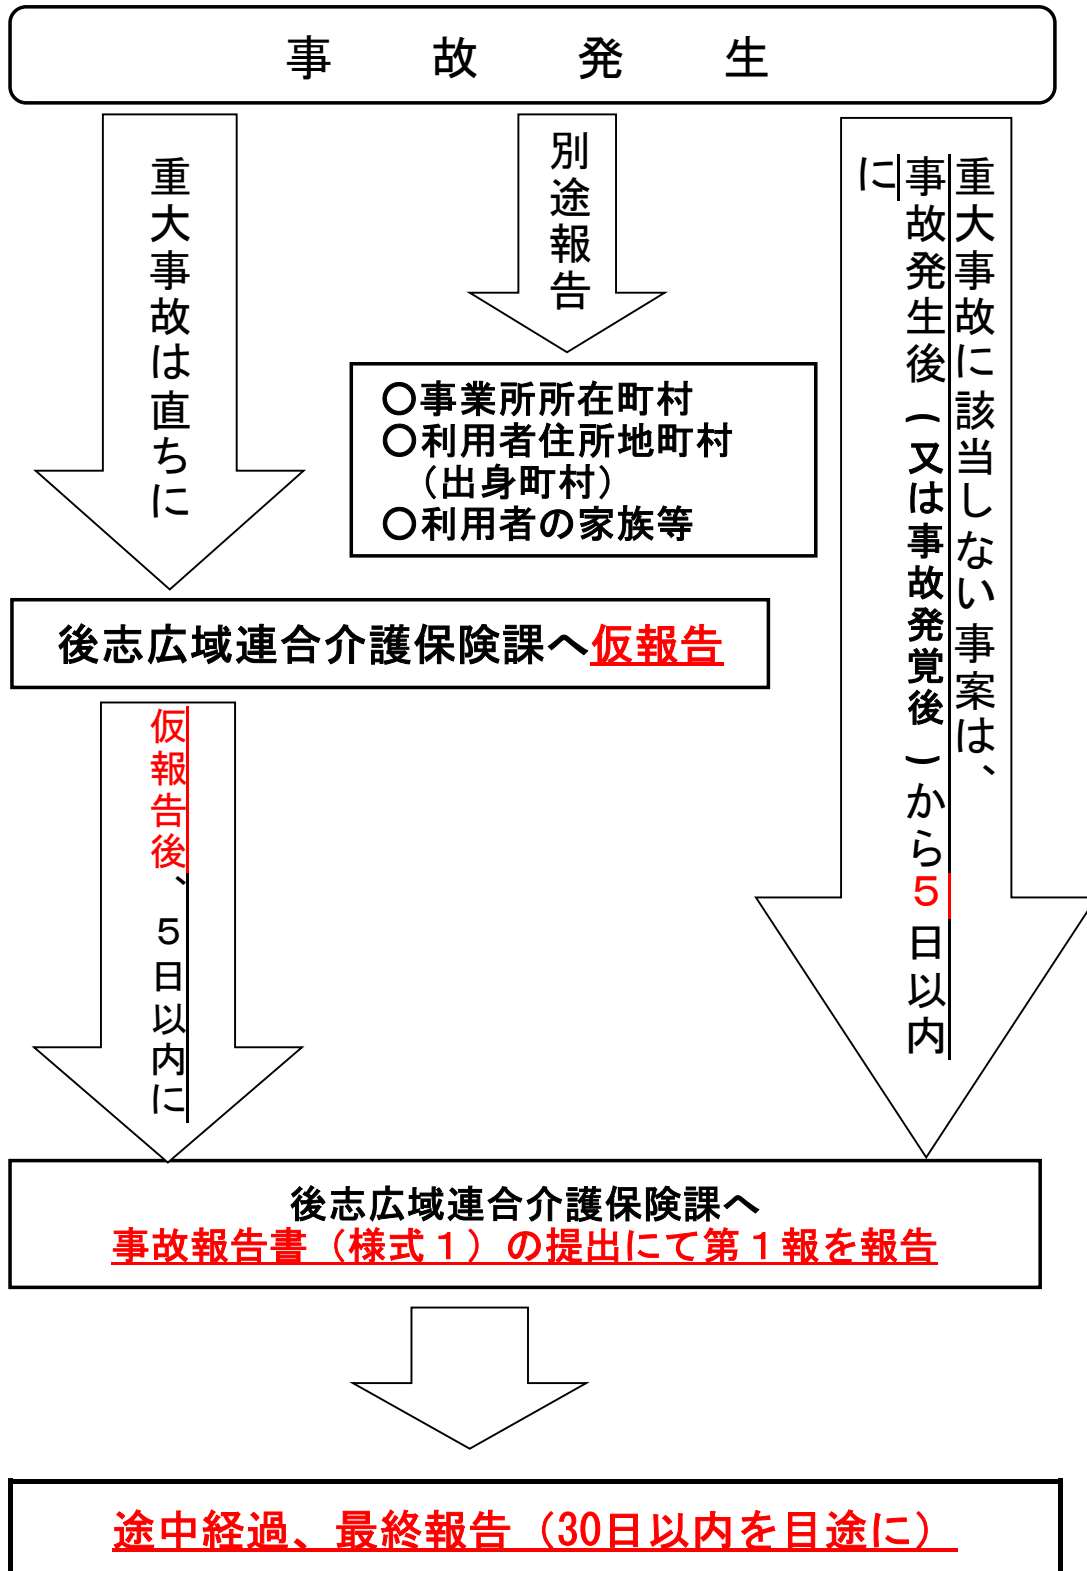 事故発生
重大事故は直ちに
別途報告
重大事故に該当しない事案は、
事故発生後(又は事故発覚後)から5日以内
に
○事業所所在町村
○利用者住所地町村
(出身町村)
○利用者の家族等
後志広域連合介護保険課へ仮報告
仮報告後、5日以内に
後志広域連合介護保険課へ
事故報告書(様式1)の提出にて第1報を報告
途中経過、最終報告(30日以内を目途に)